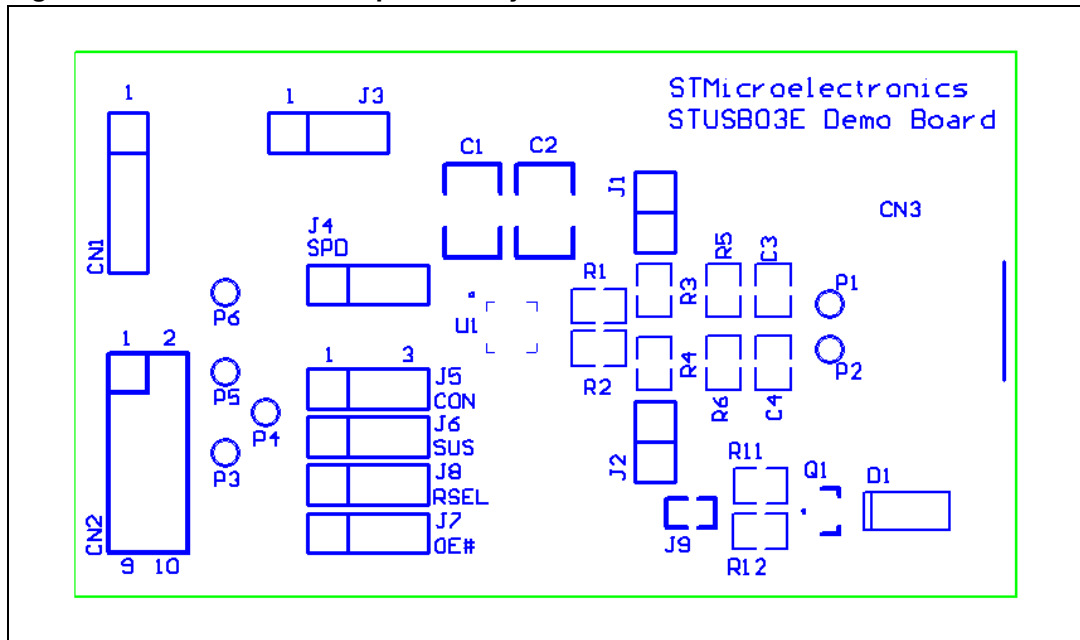 STMicroelectronics
STUSB03E Demo Board
1
1 J3
C1 C2
J1
CN3
J4
SPD
CN1
R1
R3
R5
C3
P1
P6
U1
1 2
1 3
J5
CON
R2
R4
R6
C4
P2
P5
P4
J6
SUS
P3
J8
RSEL
J2
R11
Q1
D1
J7
OE#
J9
R12
CN2
9 10